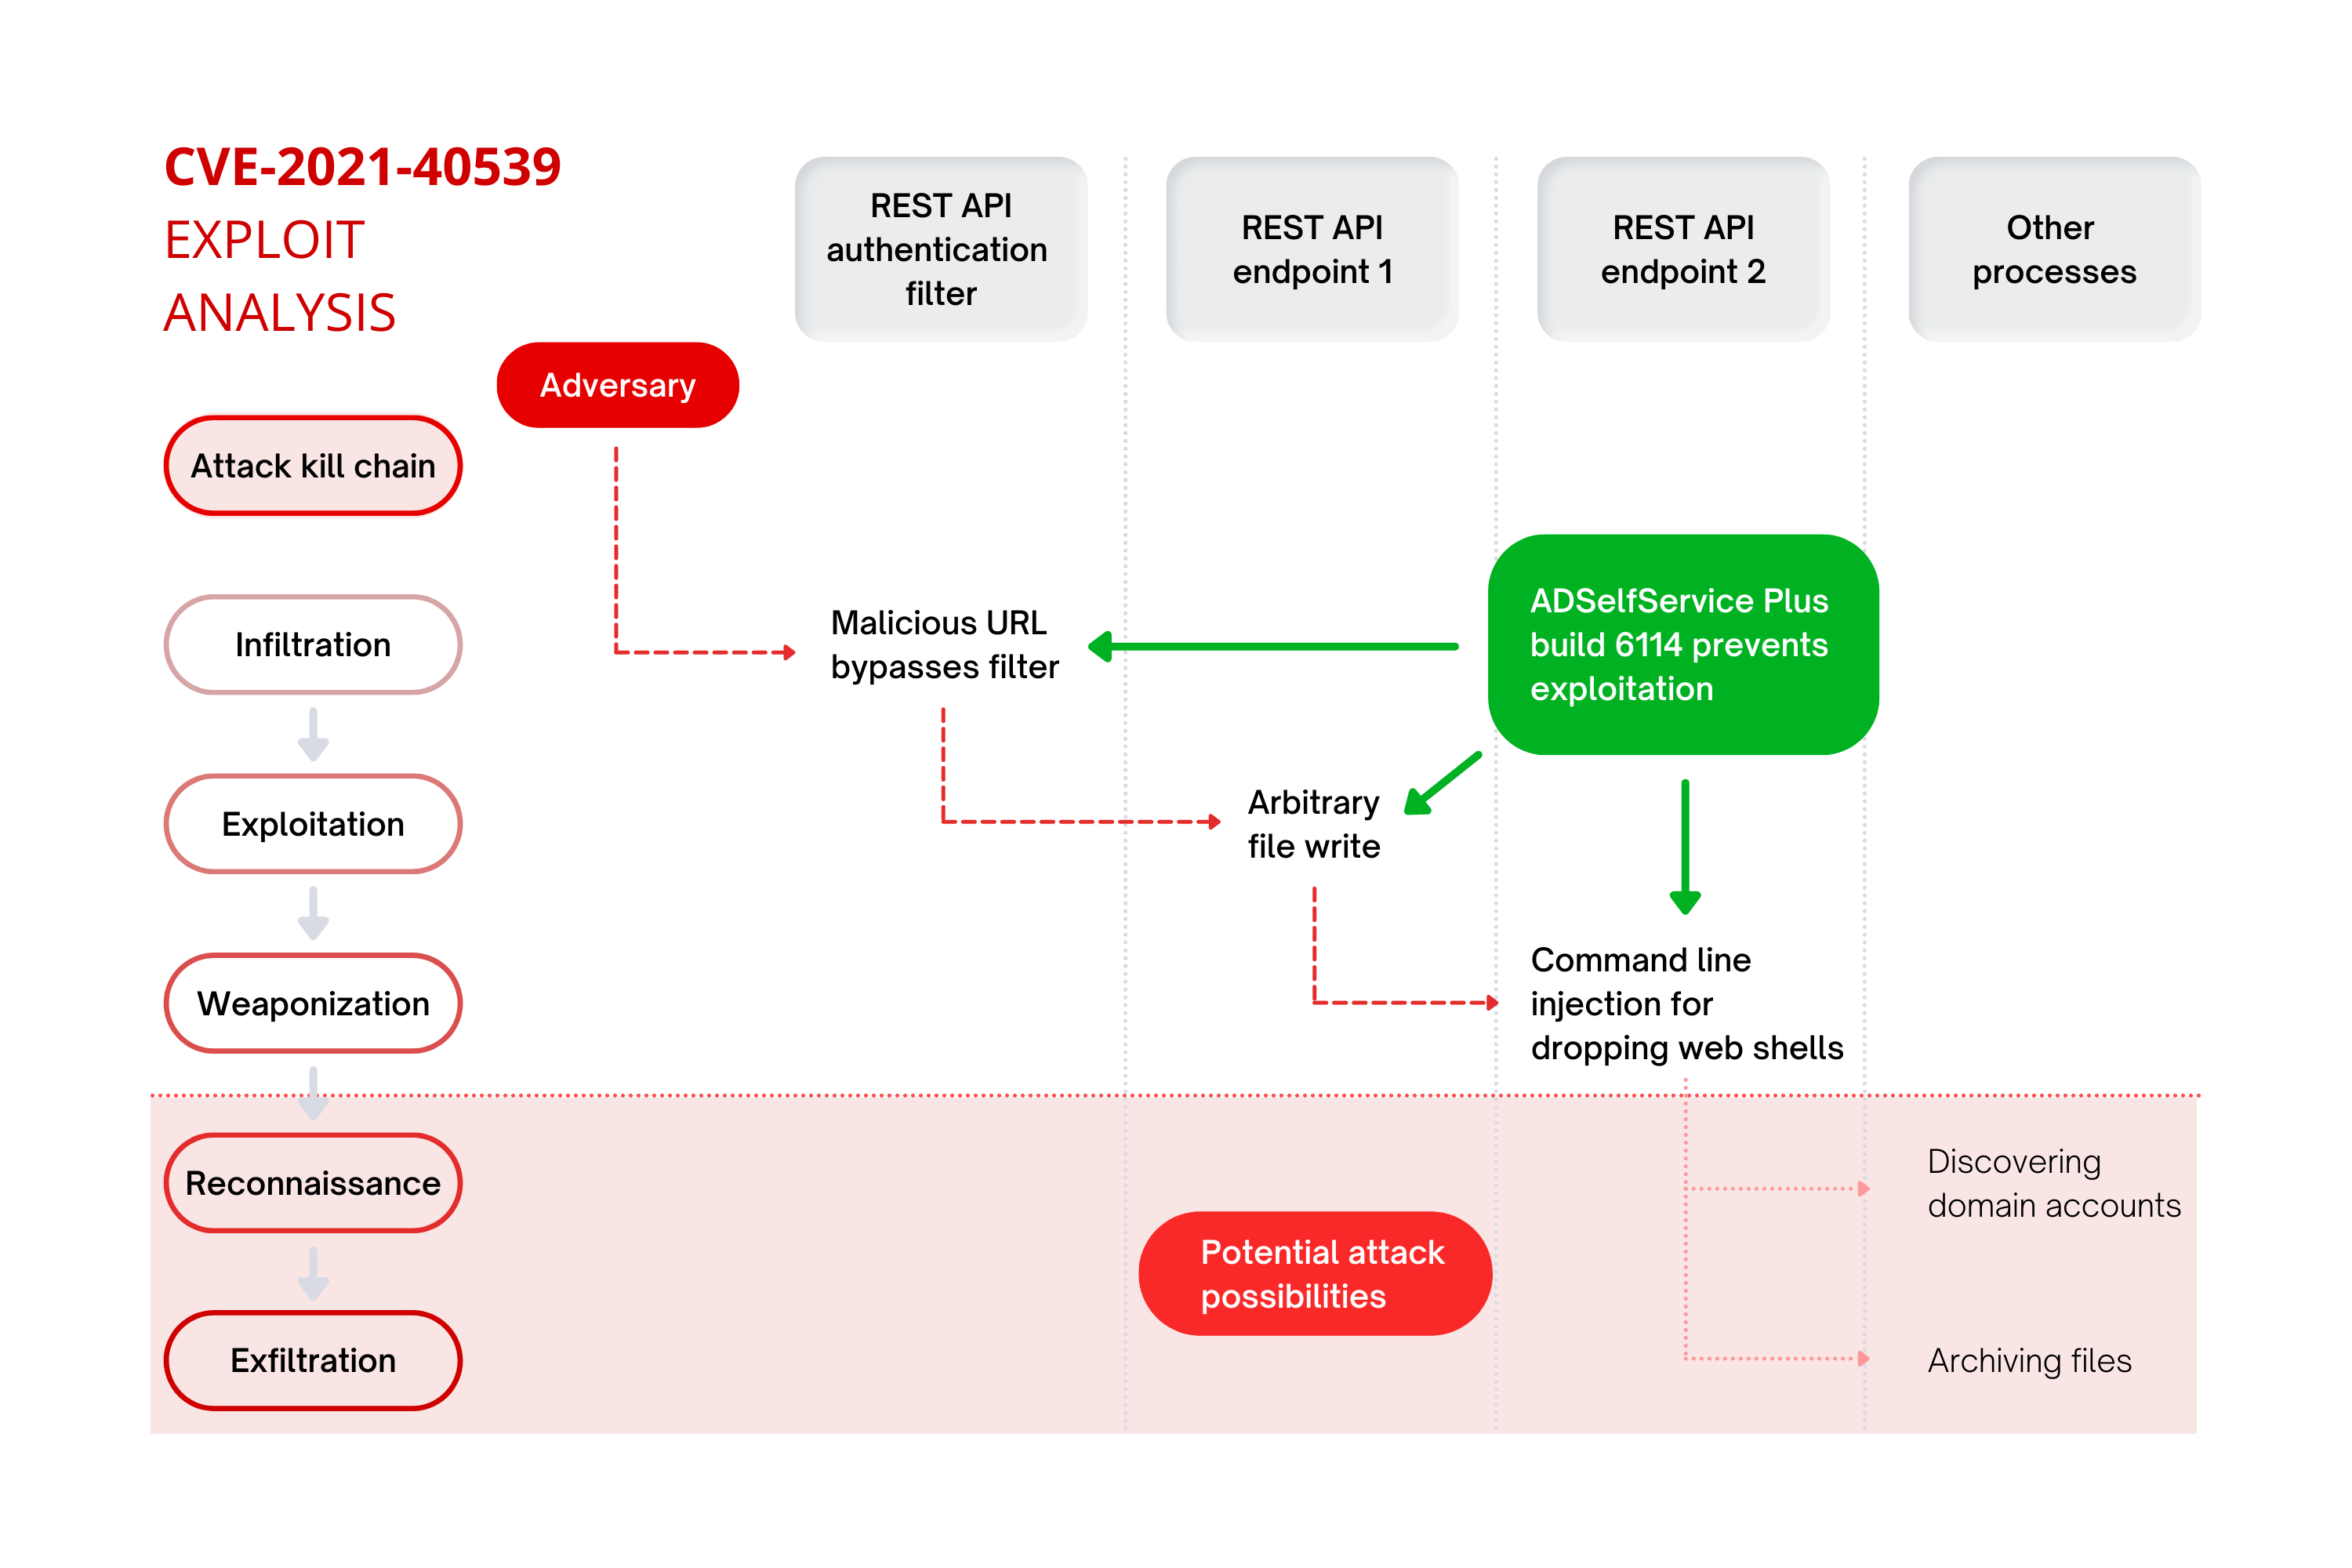 CVE-2021-40539
EXPLOIT
ANALYSIS
REST API
authentication
filter
REST API
endpoint 1
REST API
endpoint 2
Other
processes
Adversary
Attack kill chain
Infiltration
Malicious URL
bypasses filter
ADSelfService Plus
build 6114 prevents
exploitation
Exploitation
Arbitrary
file write
Weaponization
Command line
injection for
dropping web shells
Reconnaissance
Discovering
domain accounts
Potential attack
possibilities
Exfiltration
Archiving files